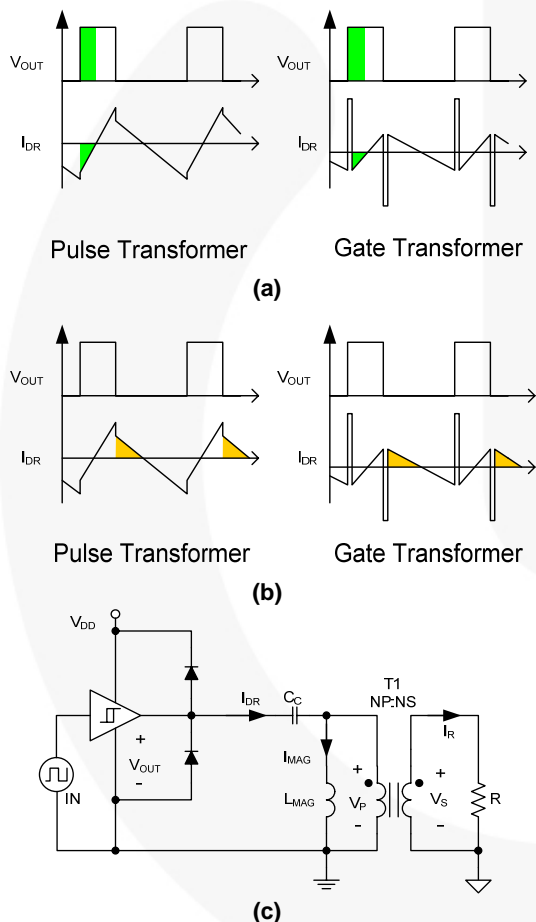 VOUT
VOUT
IDR
IDR
Pulse Transformer
Gate Transformer
(a)
VOUT
VOUT
IDR
IDR
Pulse Transformer
Gate Transformer
(b)
VDD
T1
NP:NS
IDR
CC
IR
+
VOUT
-
IMAG
LMAG
+
VP
-
+
VS
-
R
IN
(c)